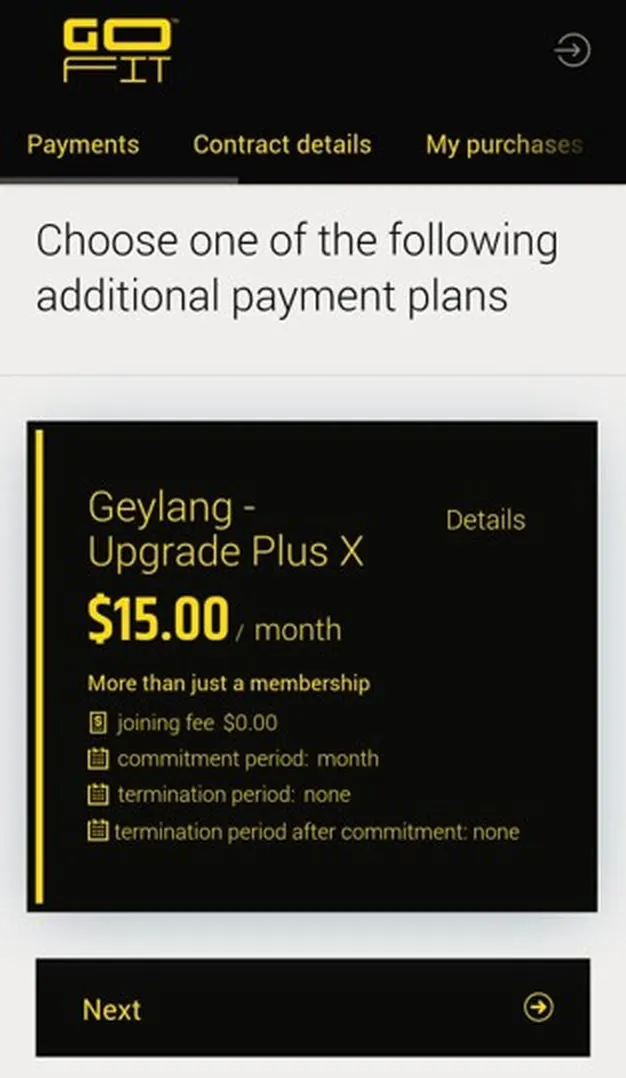 GO™
FIT
Payments Contract details My purchases
Choose one of the following
additional payment plans
Geylang -
Upgrade Plus X
Details
$15.00 / month
More than just a membership
joining fee $0.00
commitment period: month
termination period: none
termination period after commitment: none
Next